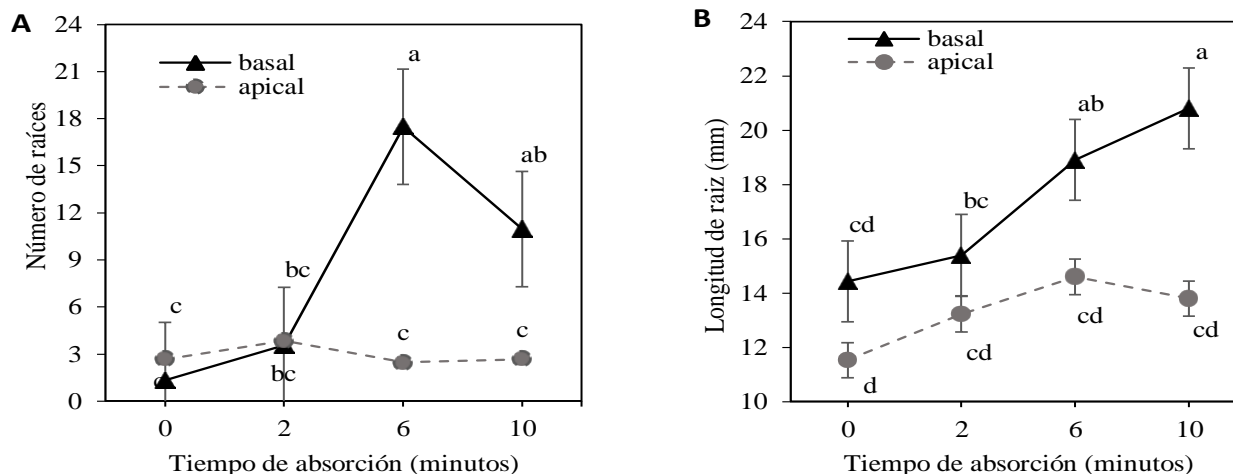 A
Número de raíces
24
21
18
15
12
9
6
3
0
basal
apical
c
c
bc
bc
a
c
ab
c
0 2 6 10
Tiempo de absorción (minutos)
B
Longitud de raiz (mm)
24
22
20
18
16
14
12
10
basal
apical
cd
d
bc
cd
ab
cd
a
cd
0 2 6 10
Tiempo de absorción (minutos)